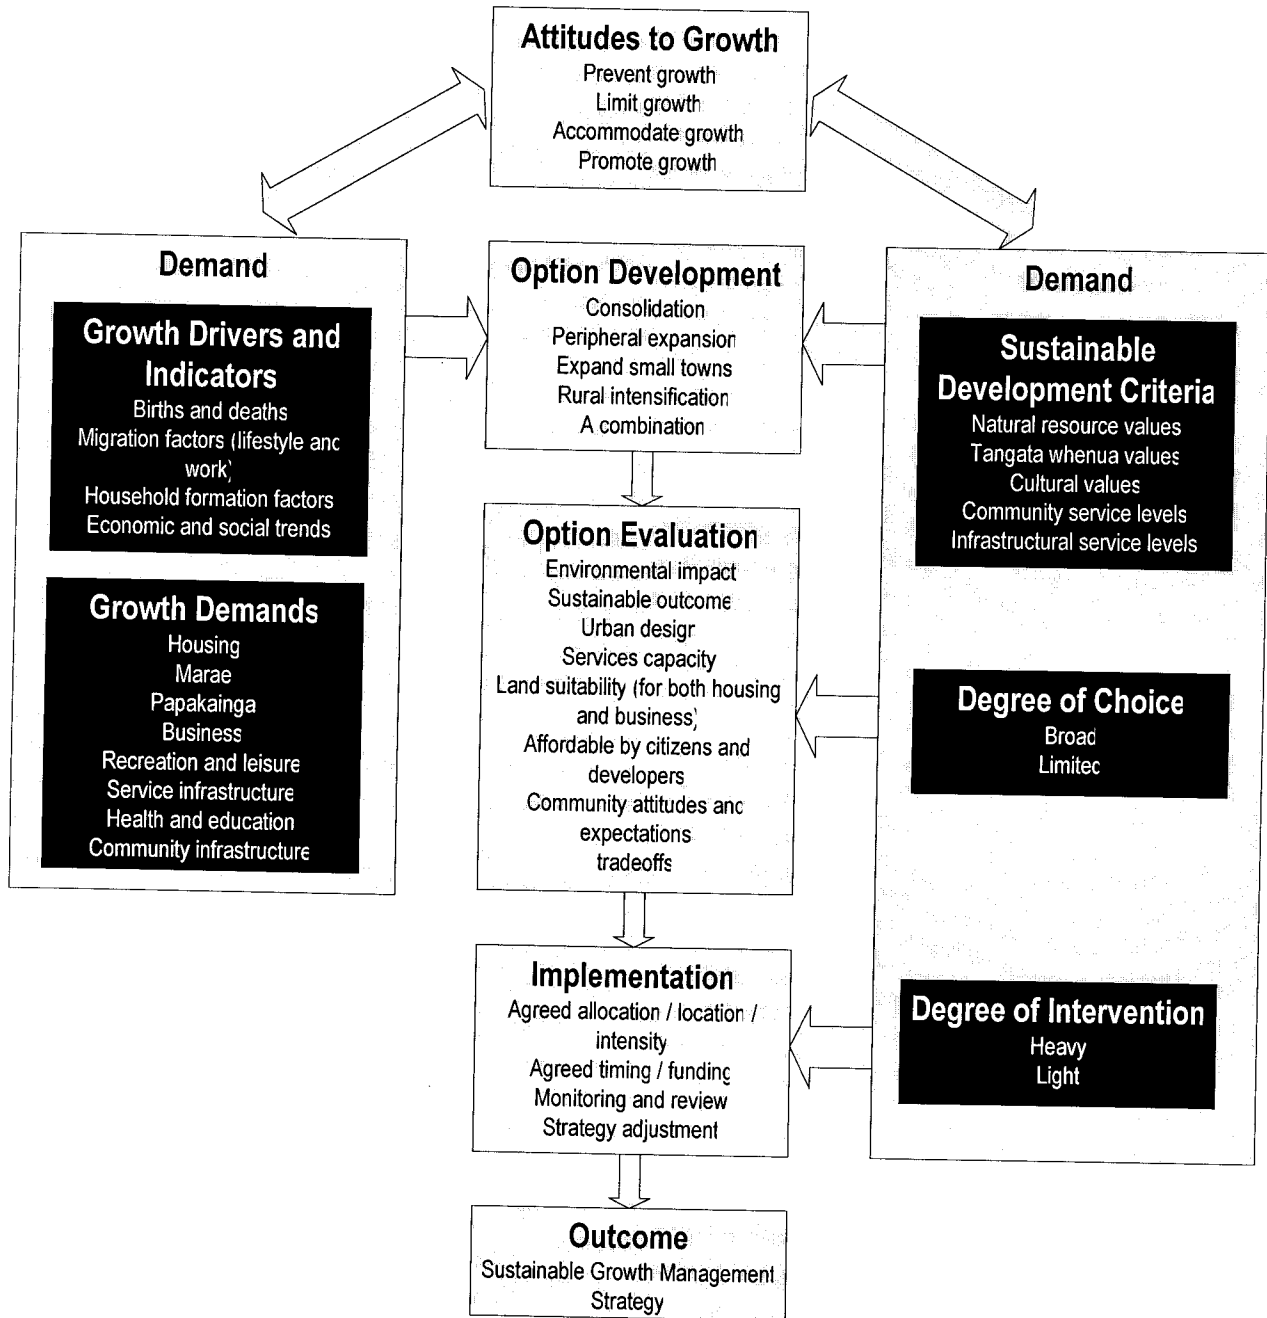 Attitudes to Growth
Prevent growth
Limit growth
Accommodate growth
Promote growth
Demand
Growth Drivers and
Indicators
Births and deaths
Migration factors (lifestyle and
work)
Household formation factors
Economic and social trends
Growth Demands
Housing
Marae
Papakainga
Business
Recreation and leisure
Service infrastructure
Health and education
Community infrastructure
Option Development
Consolidation
Peripheral expansion
Expand small towns
Rural intensification
A combination
Option Evaluation
Environmental impact
Sustainable outcome
Urban design
Services capacity
Land suitability (for both housing
and business)
Affordable by citizens and
developers
Community attitudes and
expectations
tradeoffs
Implementation
Agreed allocation / location /
intensity
Agreed timing / funding
Monitoring and review
Strategy adjustment
Outcome
Sustainable Growth Management
Strategy
Demand
Sustainable
Development Criteria
Natural resource values
Tangata whenua values
Cultural values
Community service levels
Infrastructural service levels
Degree of Choice
Broad
Limited
Degree of Intervention
Heavy
Light